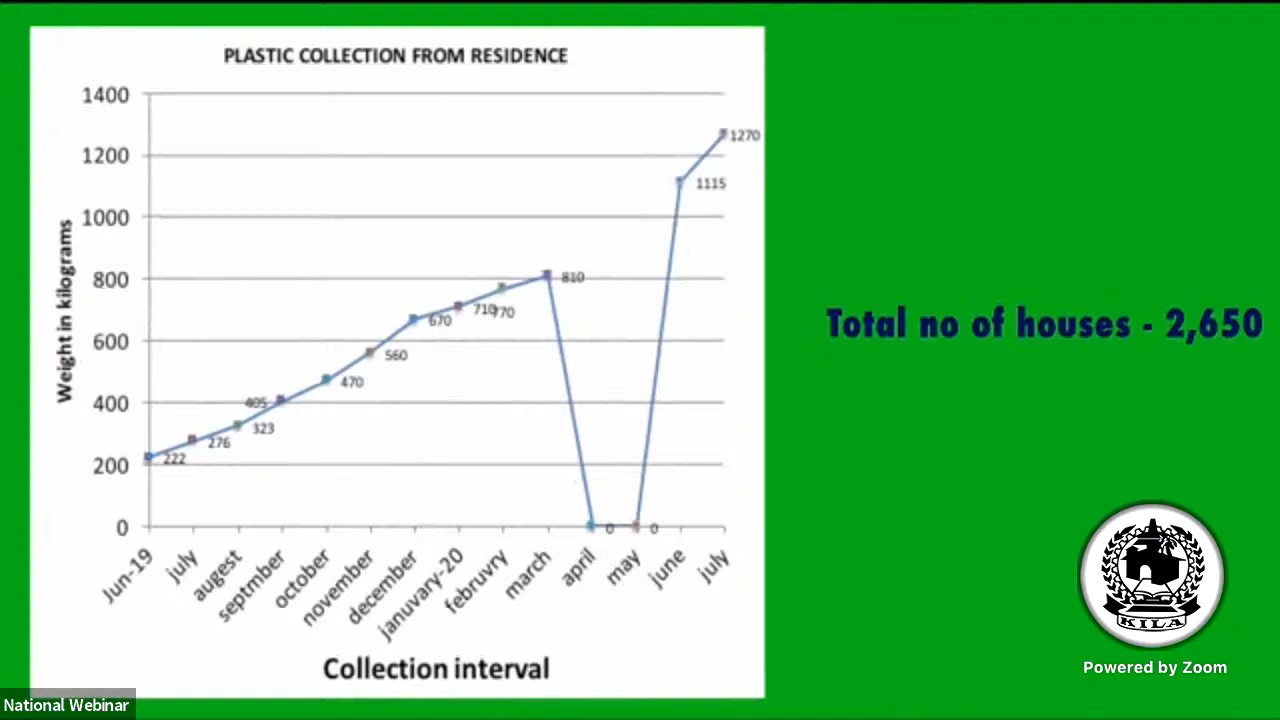 PLASTIC COLLECTION FROM RESIDENCE
1400
1200
1000
800
600
400
200
0
Weight in kilograms
222
276
323
405
470
560
670
710
770
810
0
0
1115
1270
Jun-19
july
augest
septmber
october
november
december
januvary-20
februvry
march
april
may
june
july
Collection interval
Total no of houses - 2,650
KILA
Powered by Zoom
National Webinar